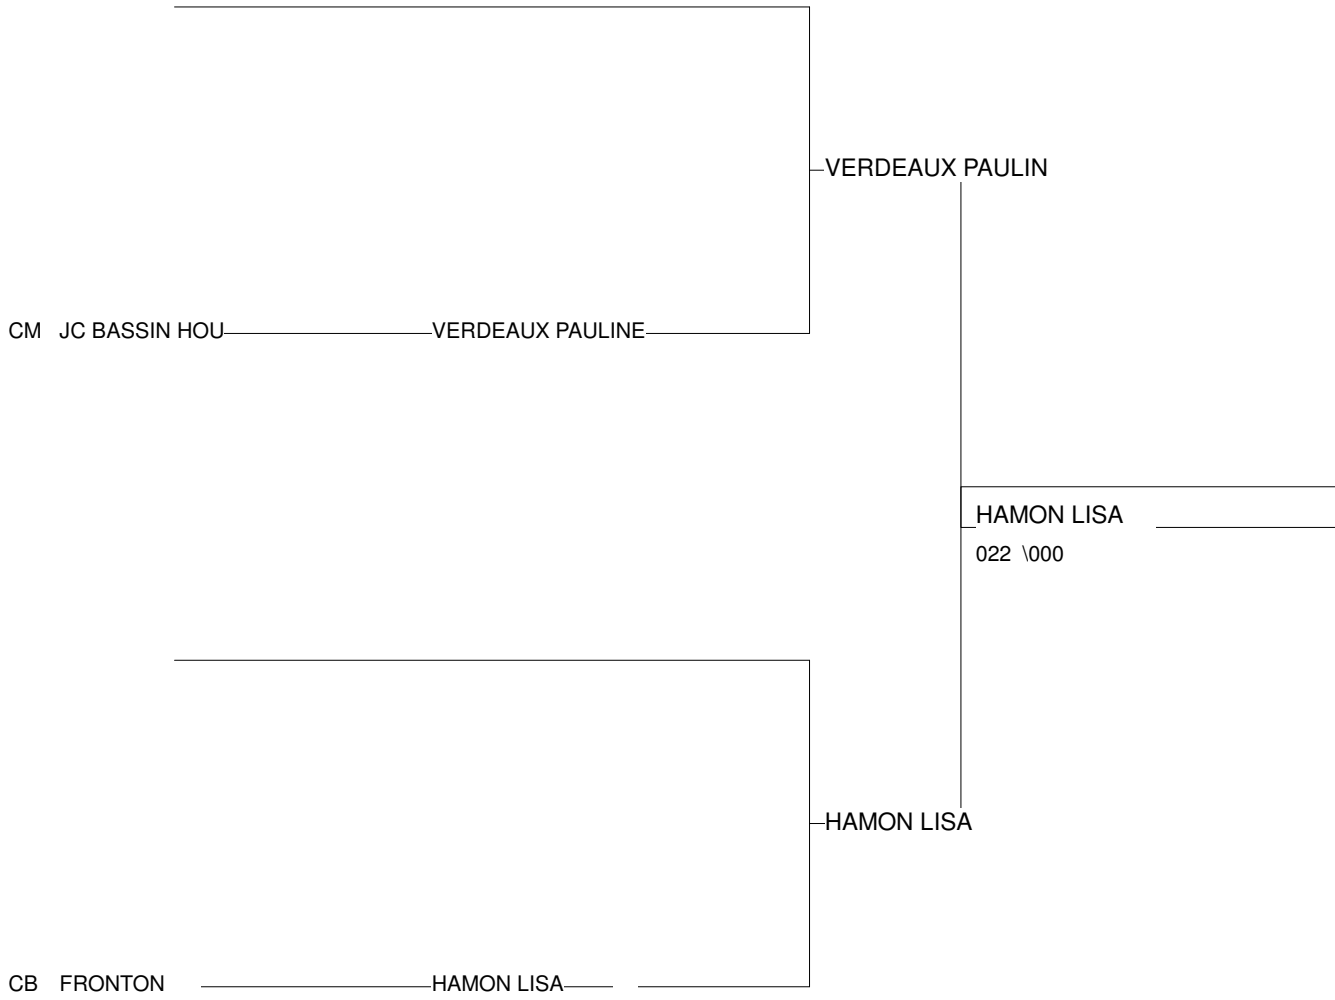 VERDEAUX PAULIN
CM JC BASSIN HOU VERDEAUX PAULINE
HAMON LISA
022 \000
HAMON LISA
CB FRONTON HAMON LISA